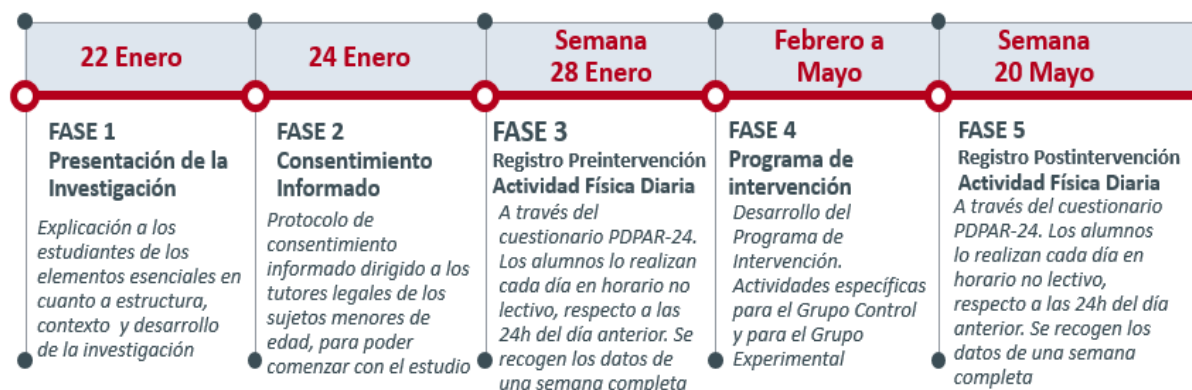 22 Enero
24 Enero
Semana
28 Enero
Febrero a
Mayo
Semana
20 Mayo
FASE 1
Presentación de la
Investigación
Explicación a los
estudiantes de los
elementos esenciales en
cuanto a estructura,
contexto y desarrollo
de la investigación
FASE 2
Consentimiento
Informado
Protocolo de
consentimiento
informado dirigido a los
tutores legales de los
sujetos menores de
edad, para poder
comenzar con el estudio
FASE 3
Registro Preintervención
Actividad Física Diaria
A través del
cuestionario PDPAR-24.
Los alumnos lo realizan
cada día en horario no
lectivo, respecto a las
24h del día anterior. Se
recogen los datos de
una semana completa
FASE 4
Programa de
intervención
Desarrollo del
Programa de
Intervención.
Actividades específicas
para el Grupo Control
y para el Grupo
Experimental
FASE 5
Registro Postintervención
Actividad Física Diaria
A través del cuestionario
PDPAR-24. Los alumnos
lo realizan cada día en
horario no lectivo,
respecto a las 24h del día
anterior. Se recogen los
datos de una semana
completa